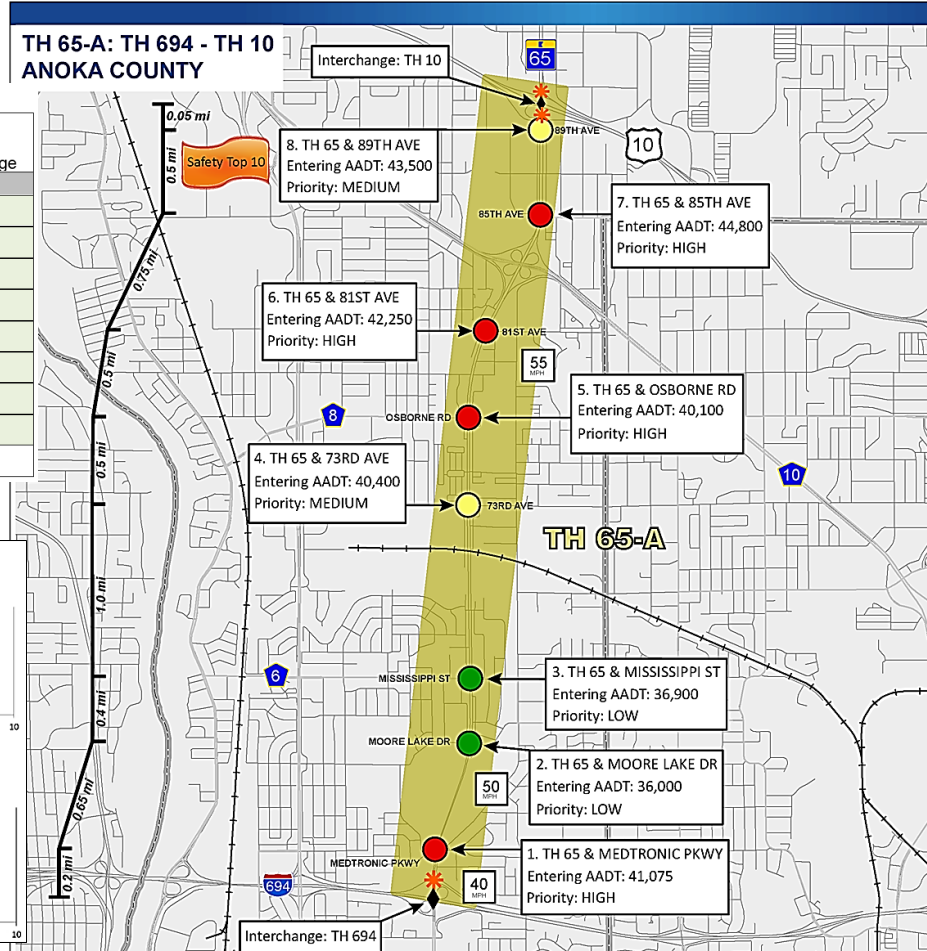 TH 65-A: TH 694 - TH 10
ANOKA COUNTY
Interchange: TH 10
65
0.05 mi
0.5 mi
Safety Top 10
8. TH 65 & 89TH AVE
Entering AADT: 43,500
Priority: MEDIUM
89TH AVE
10
ge
85TH AVE
7. TH 65 & 85TH AVE
Entering AADT: 44,800
Priority: HIGH
0.75 mi
6. TH 65 & 81ST AVE
Entering AADT: 42,250
Priority: HIGH
81ST AVE
55
MPH
0.5 mi
5. TH 65 & OSBORNE RD
Entering AADT: 40,100
Priority: HIGH
8
OSBORNE RD
0.5 mi
4. TH 65 & 73RD AVE
Entering AADT: 40,400
Priority: MEDIUM
10
73RD AVE
TH 65-A
1.0 mi
6
MISSISSIPPI ST
3. TH 65 & MISSISSIPPI ST
Entering AADT: 36,900
Priority: LOW
0.4 mi
10
MOORE LAKE DR
2. TH 65 & MOORE LAKE DR
Entering AADT: 36,000
Priority: LOW
50
MPH
0.65 mi
MEDTRONIC PKWY
1. TH 65 & MEDTRONIC PKWY
Entering AADT: 41,075
Priority: HIGH
0.2 mi
694
40
MPH
Interchange: TH 694
10